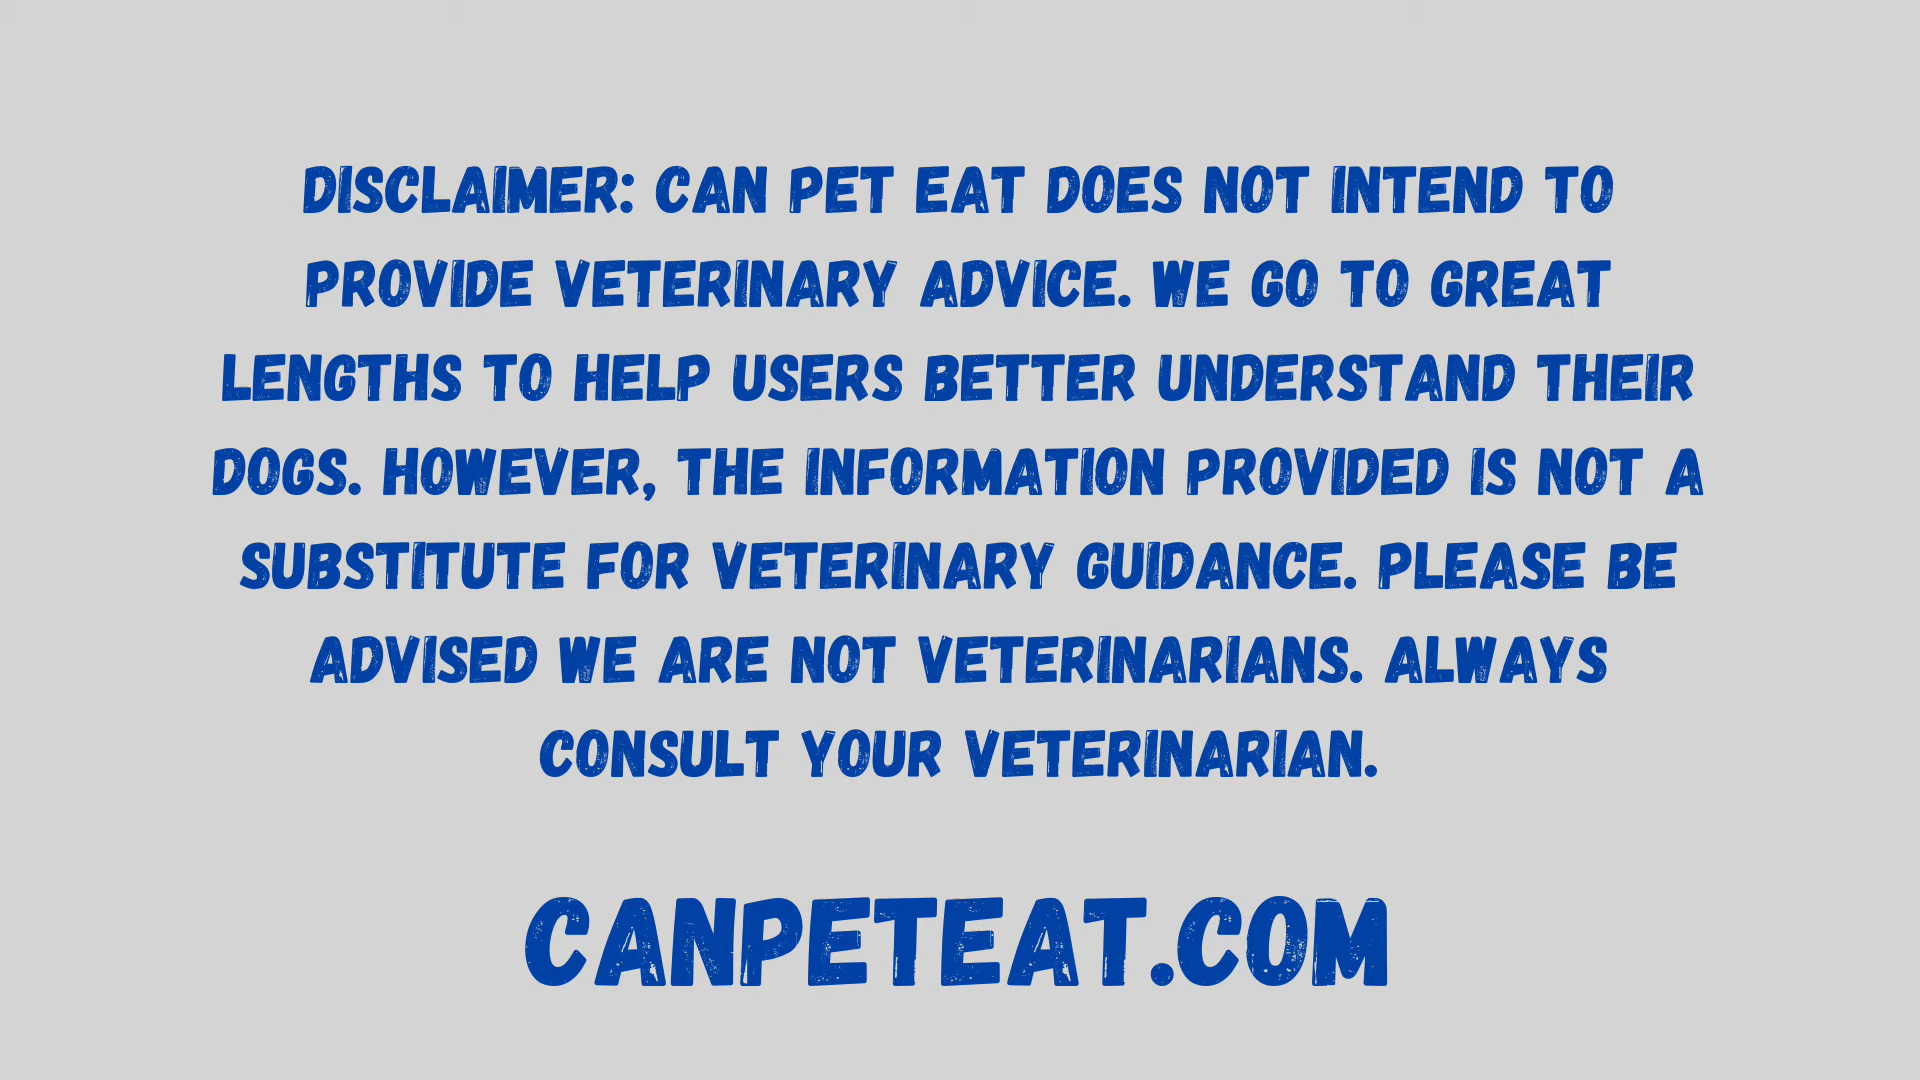 DISCLAIMER: CAN PET EAT DOES NOT INTEND TO
PROVIDE VETERINARY ADVICE. WE GO TO GREAT
LENGTHS TO HELP USERS BETTER UNDERSTAND THEIR
DOGS. HOWEVER, THE INFORMATION PROVIDED IS NOT A
SUBSTITUTE FOR VETERINARY GUIDANCE. PLEASE BE
ADVISED WE ARE NOT VETERINARIANS. ALWAYS
CONSULT YOUR VETERINARIAN.
CANPETEAT.COM